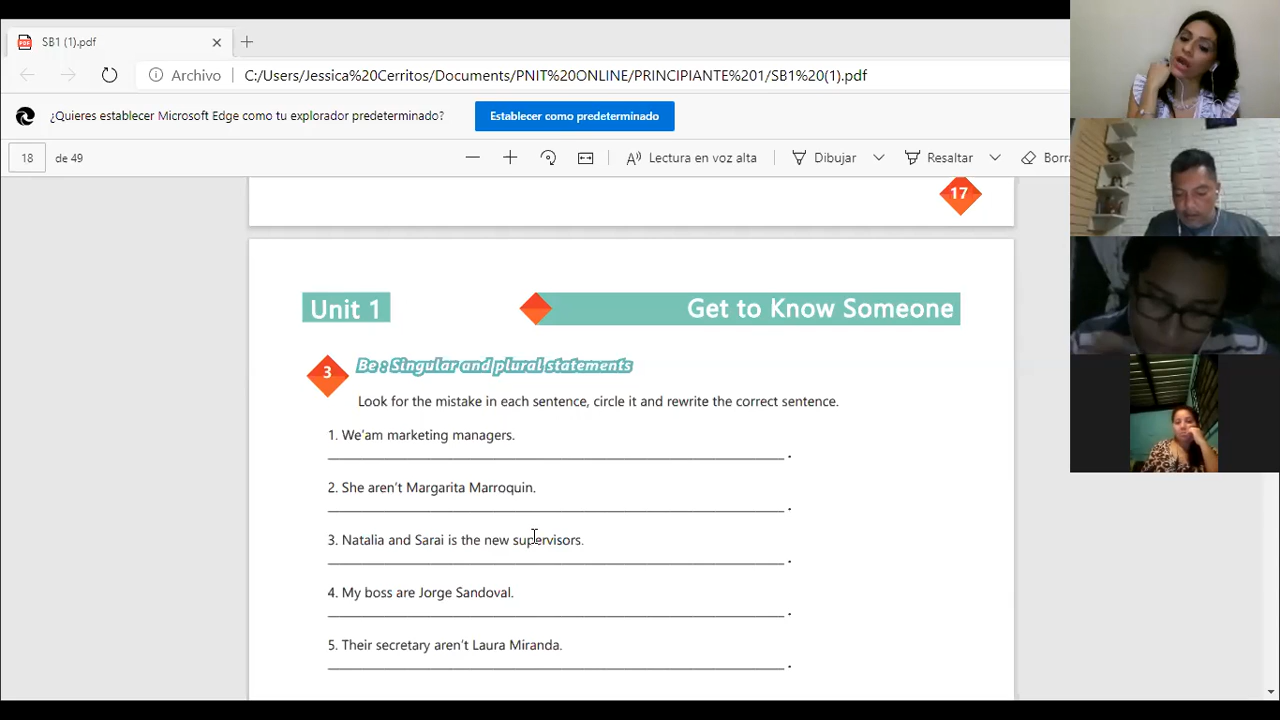 SB1 (1).pdf
Archivo
C:/Users/Jessica%20Cerritos/Documents/PNIT%20ONLINE/PRINCIPIANTE%201/SB1%20(1).pdf
¿Quieres establecer Microsoft Edge como tu explorador predeterminado?
Establecer como predeterminado
18 de 49
Lectura en voz alta
Dibujar
Resaltar
Borra
17
Unit 1
Get to Know Someone
3
Be : Singular and plural statements
Look for the mistake in each sentence, circle it and rewrite the correct sentence.
1. We'am marketing managers.
2. She aren't Margarita Marroquin.
3. Natalia and Sarai is the new supervisors.
4. My boss are Jorge Sandoval.
5. Their secretary aren't Laura Miranda.